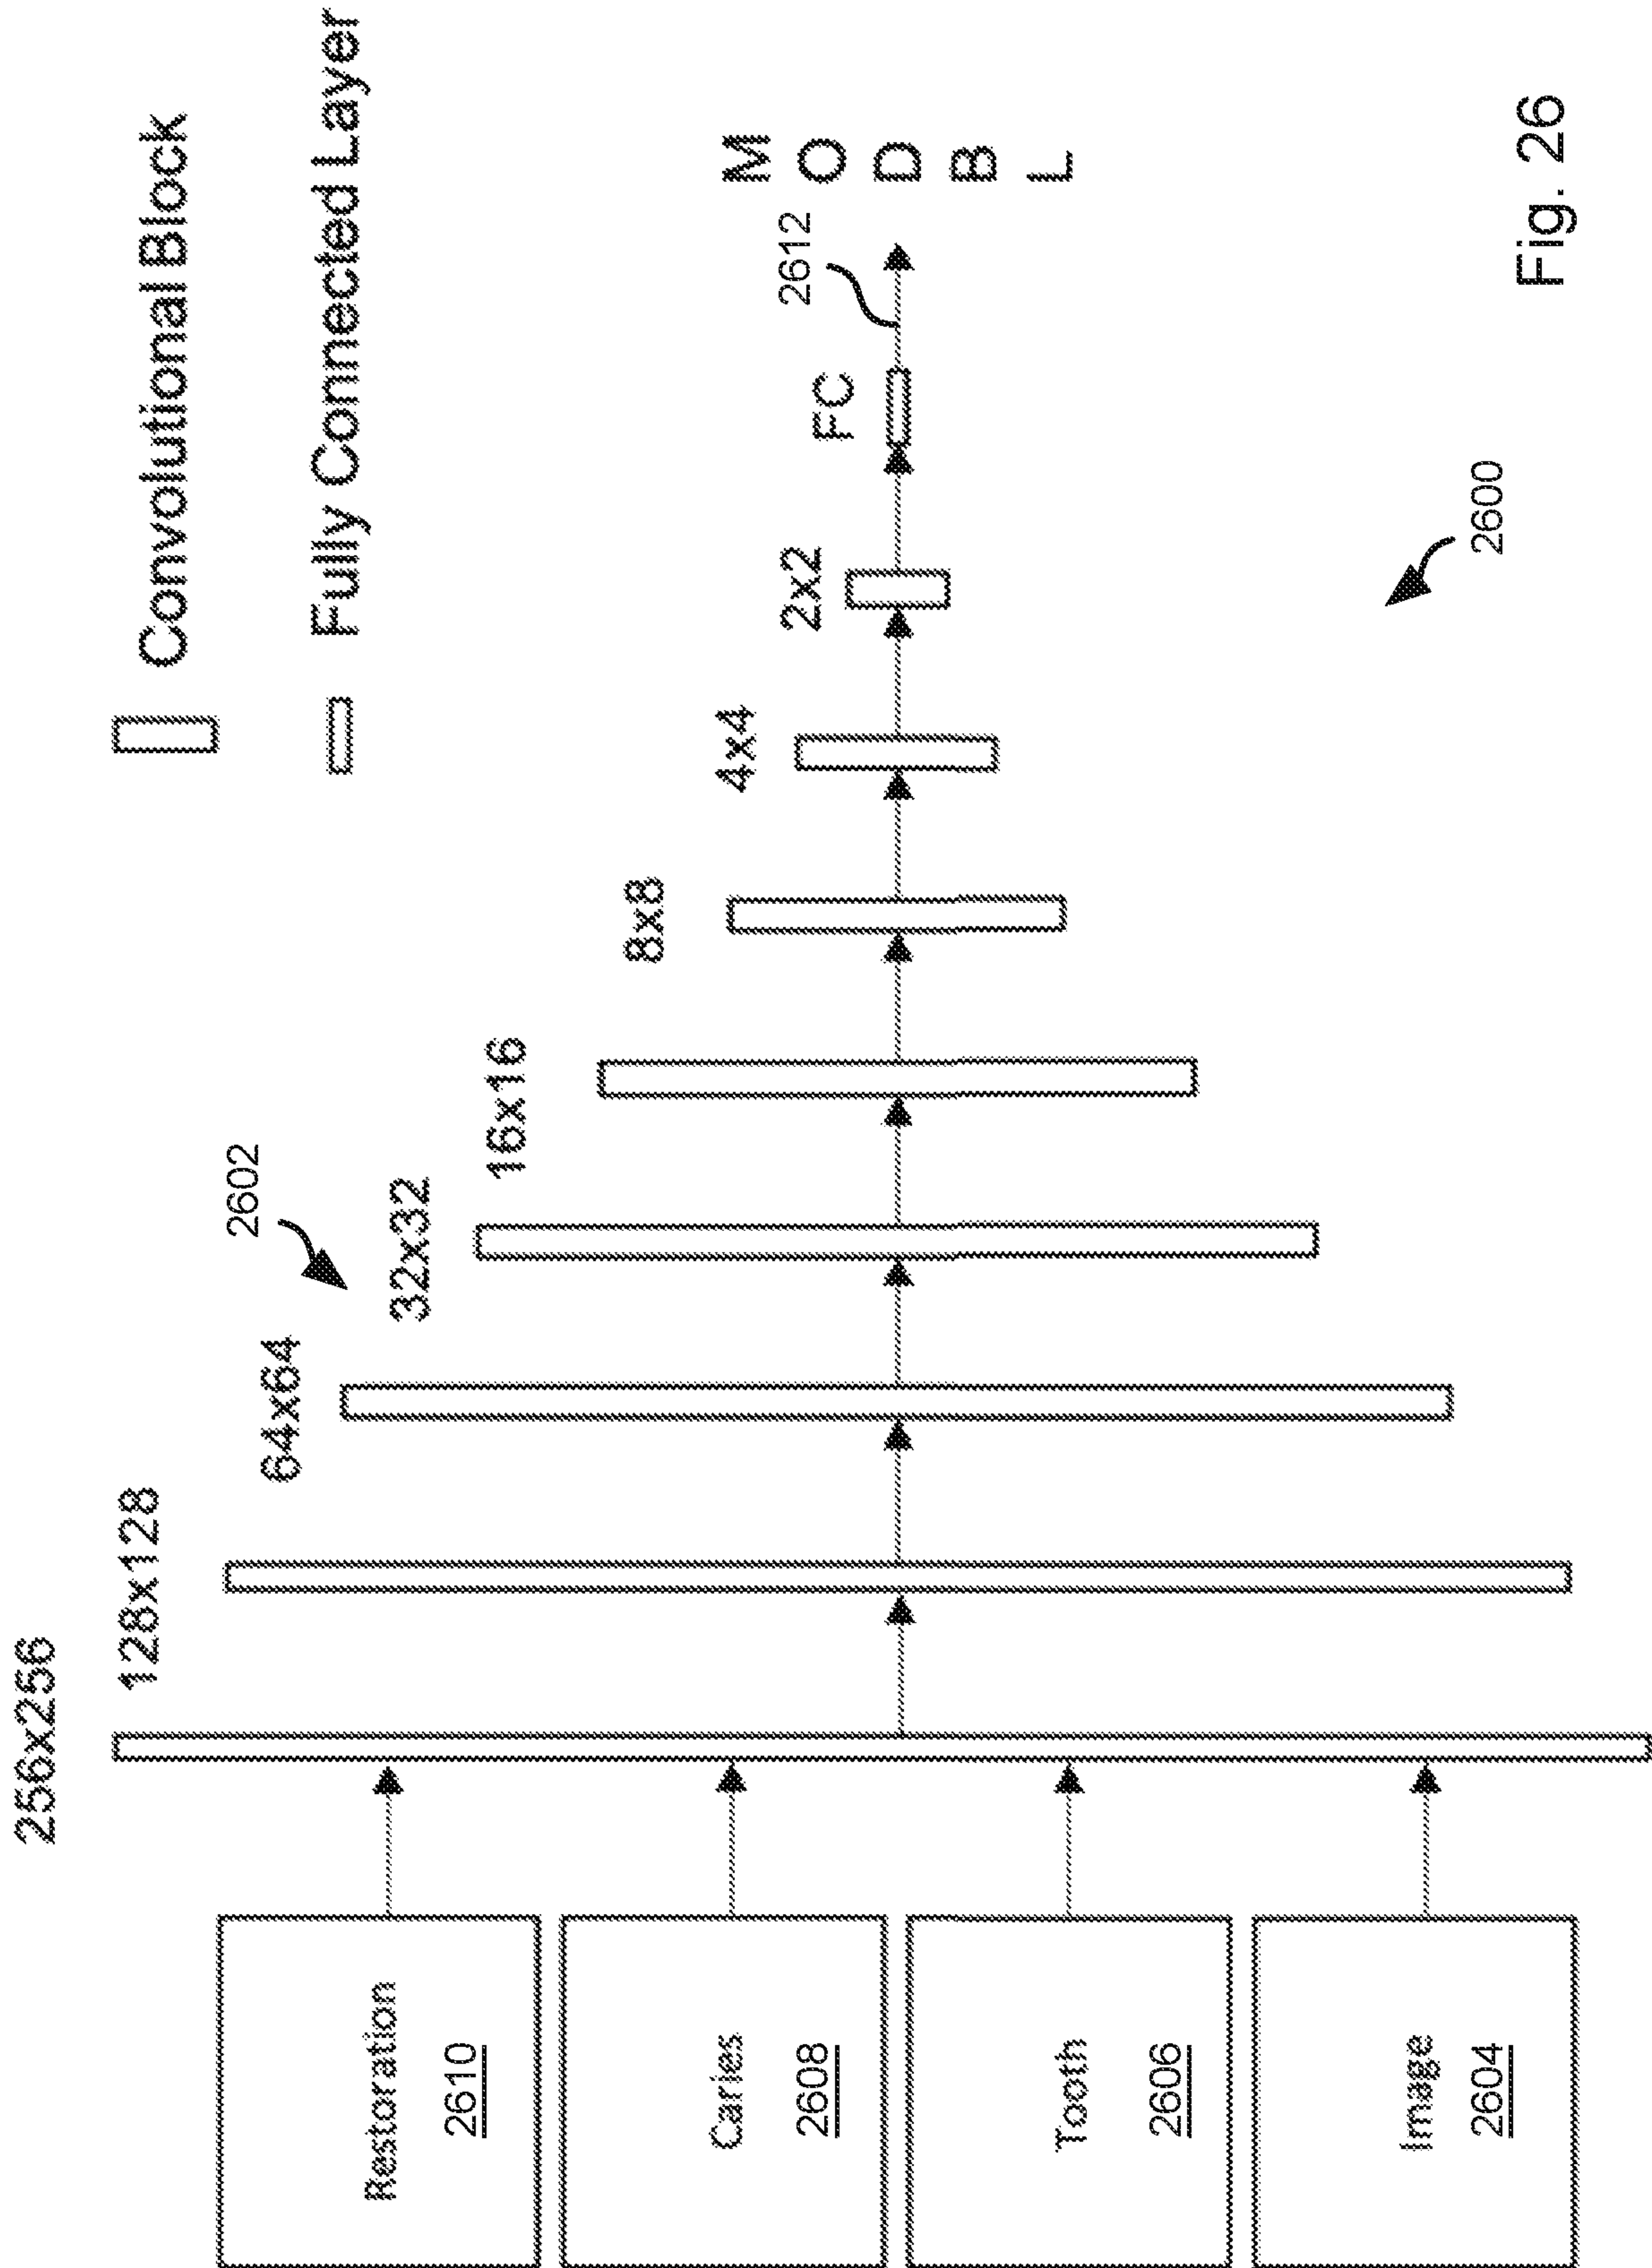 Convolutional Block
Fully Connected Layer
256x256
128x128
64x64
2602
32x32
16x16
8x8
4x4
2x2
FC
2612
M
O
D
B
L
Restoration
2610
Caries
2608
Tooth
2606
Image
2604
2600
Fig. 26